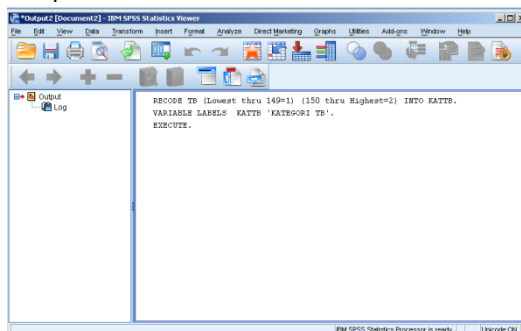 *Output2 [Document2] - IBM SPSS Statistics Viewer
File Edit View Data Transform Insert Format Analyze Direct Marketing Graphs Utilities Add-ons Window Help
Output
Log
RECODE TB (Lowest thru 149=1) (150 thru Highest=2) INTO KATTB.
VARIABLE LABELS KATTB 'KATEGORI TB'.
EXECUTE.
IBM SPSS Statistics Processor is ready Unicode:ON